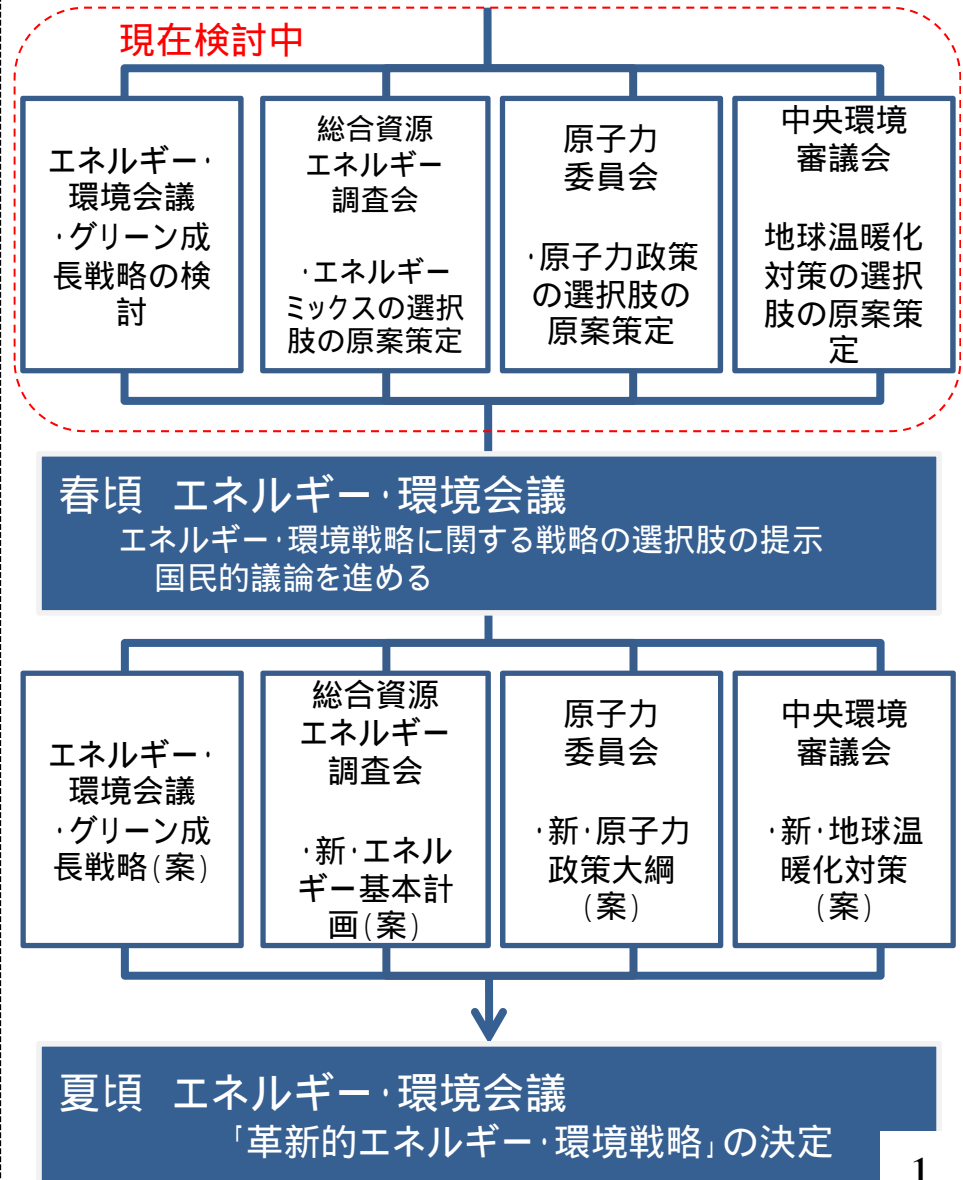 現在検討中
エネルギー・
環境会議
・グリーン成
長戦略の検
討
総合資源
エネルギー
調査会
・エネルギー
ミックスの選択
肢の原案策定
原子力
委員会
・原子力政策
の選択肢の
原案策定
中央環境
審議会
地球温暖化
対策の選択
肢の原案策
定
春頃　エネルギー・環境会議
エネルギー・環境戦略に関する戦略の選択肢の提示
国民的議論を進める
エネルギー・
環境会議
・グリーン成
長戦略(案)
総合資源
エネルギー
調査会
・新・エネル
ギー基本計
画(案)
原子力
委員会
・新・原子力
政策大綱
(案)
中央環境
審議会
・新・地球温
暖化対策
(案)
夏頃　エネルギー・環境会議
「革新的エネルギー・環境戦略」の決定
1